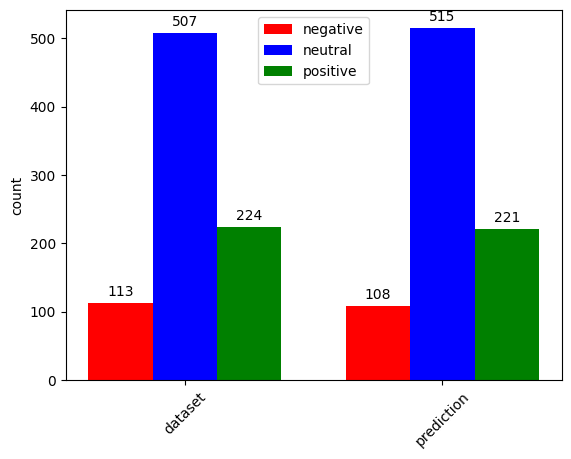 515
507
negative
neutral
positive
500
400
300
count
224
221
200
113
108
100
0
dataset
prediction